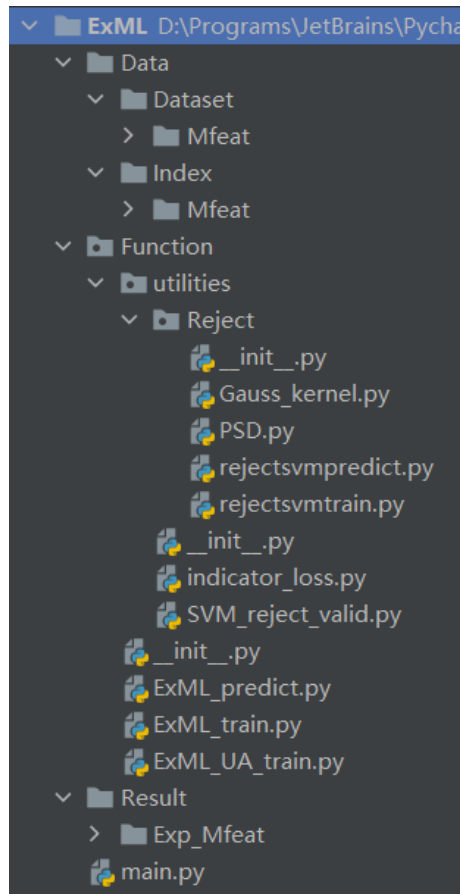 ExML D:\Programs\JetBrains\Pycha
Data
Dataset
Mfeat
Index
Mfeat
Function
utilities
Reject
__init__.py
Gauss_kernel.py
PSD.py
rejectsvmpredict.py
rejectsvmtrain.py
__init__.py
indicator_loss.py
SVM_reject_valid.py
__init__.py
ExML_predict.py
ExML_train.py
ExML_UA_train.py
Result
Exp_Mfeat
main.py